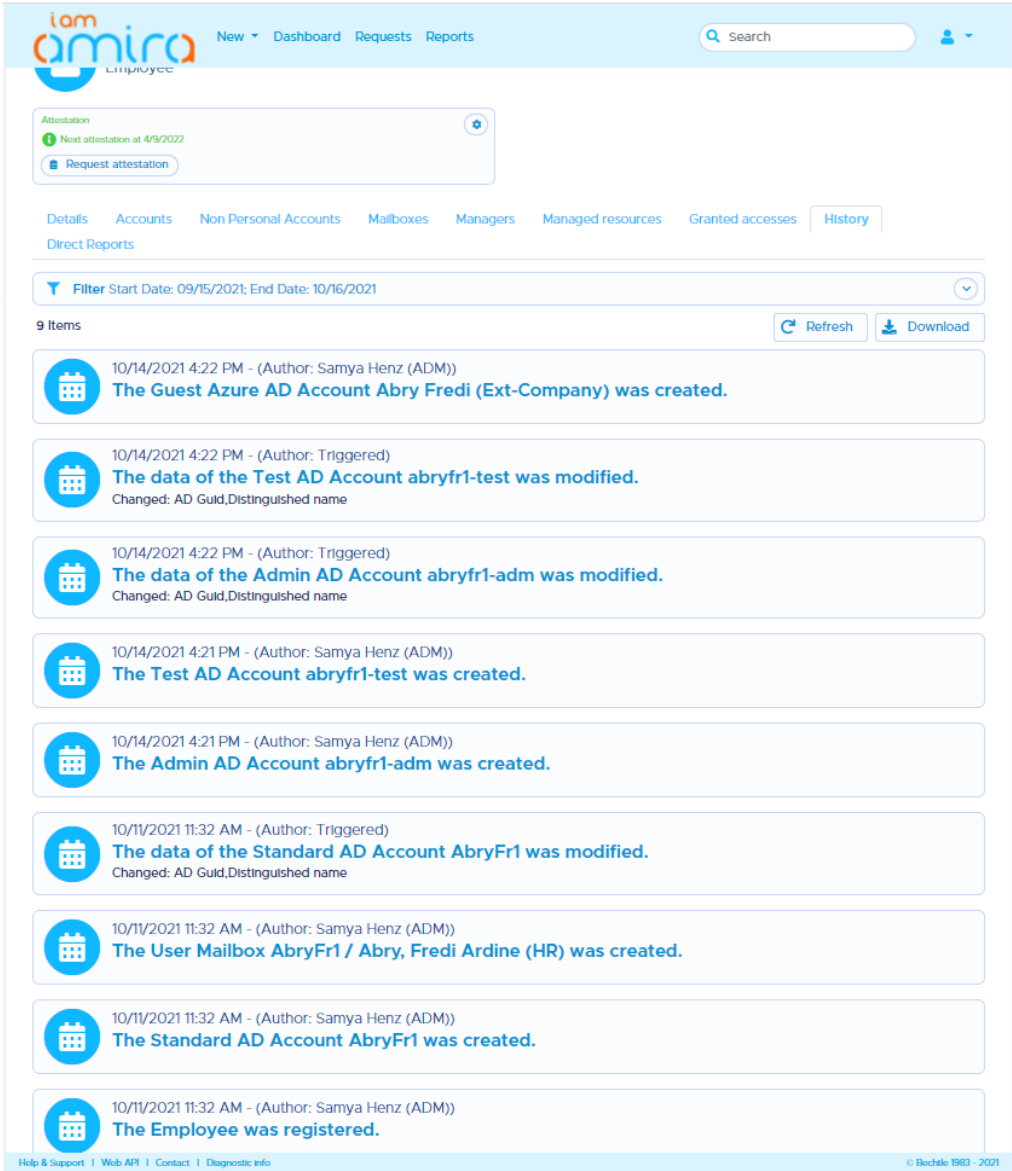 i am
amira
New Dashboard Requests Reports
Search
Employee
Attestation
Next attestation at 4/9/2022
Request attestation
Details Accounts Non Personal Accounts Mailboxes Managers Managed resources Granted accesses History
Direct Reports
Filter Start Date: 09/15/2021; End Date: 10/16/2021
9 Items
Refresh Download
10/14/2021 4:22 PM - (Author: Samya Henz (ADM))
The Guest Azure AD Account Abry Fredi (Ext-Company) was created.
10/14/2021 4:22 PM - (Author: Triggered)
The data of the Test AD Account abryfr1-test was modified.
Changed: AD Guid,Distinguished name
10/14/2021 4:22 PM - (Author: Triggered)
The data of the Admin AD Account abryfr1-adm was modified.
Changed: AD Guid,Distinguished name
10/14/2021 4:21 PM - (Author: Samya Henz (ADM))
The Test AD Account abryfr1-test was created.
10/14/2021 4:21 PM - (Author: Samya Henz (ADM))
The Admin AD Account abryfr1-adm was created.
10/11/2021 11:32 AM - (Author: Triggered)
The data of the Standard AD Account AbryFr1 was modified.
Changed: AD Guid,Distinguished name
10/11/2021 11:32 AM - (Author: Samya Henz (ADM))
The User Mailbox AbryFr1 / Abry, Fredi Ardine (HR) was created.
10/11/2021 11:32 AM - (Author: Samya Henz (ADM))
The Standard AD Account AbryFr1 was created.
10/11/2021 11:32 AM - (Author: Samya Henz (ADM))
The Employee was registered.
Help & Support | Web API | Contact | Diagnostic info © Bechtle 1983 - 2021